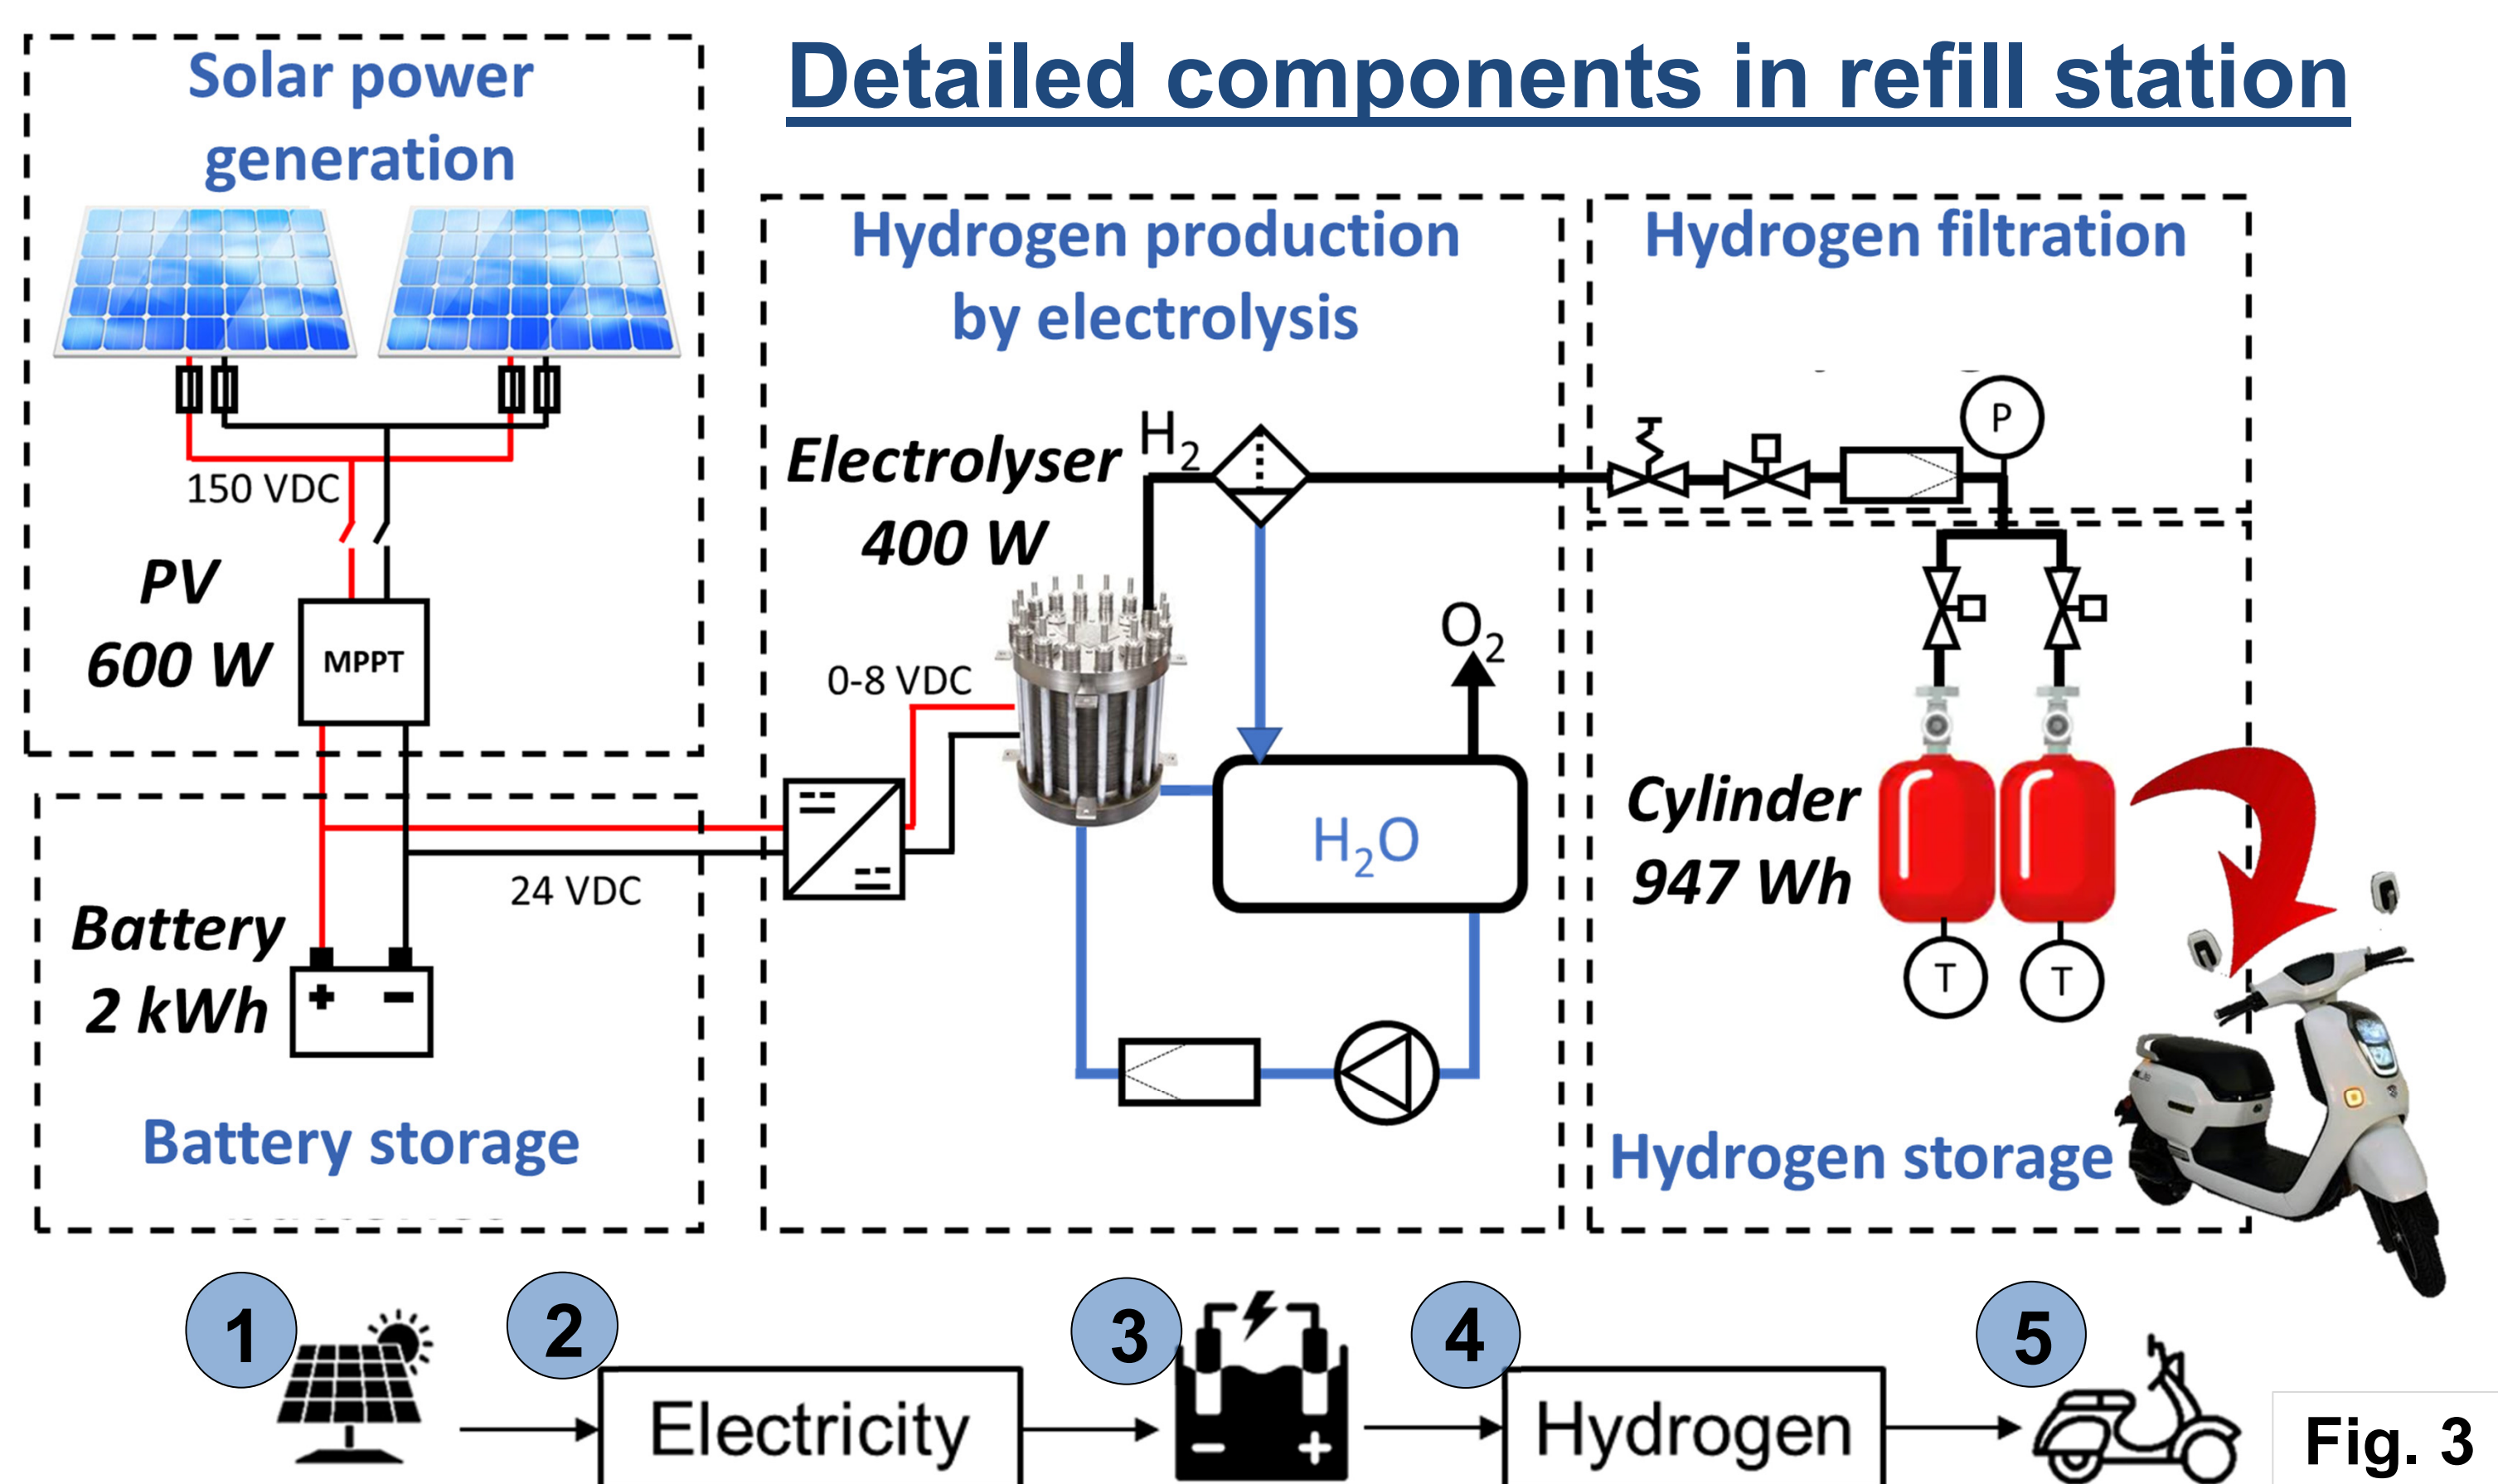 Detailed components in refill station
Solar power
generation
150 VDC
PV
600 W
MPPT
Battery
2 kWh
+ −
24 VDC
Battery storage
Hydrogen production
by electrolysis
Electrolyser
400 W
H₂
0-8 VDC
O₂
H₂O
Hydrogen filtration
P
Cylinder
947 Wh
T T
Hydrogen storage
1 2 3 4 5
Electricity
− +
Hydrogen
Fig. 3